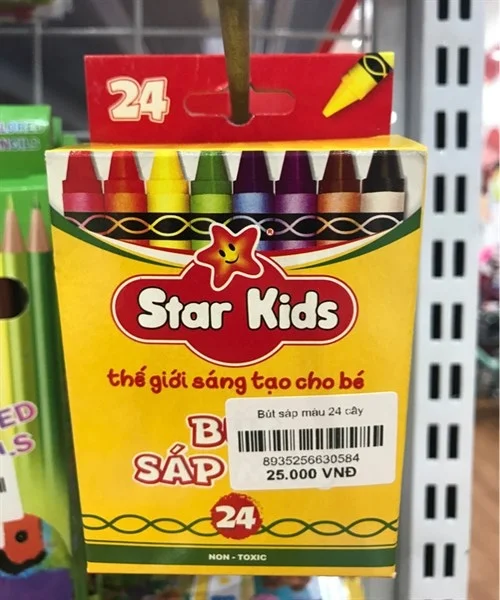 24
Star Kids
®
thế giới sáng tạo cho bé
Bút sáp màu 24 cây
8935256630584
25.000 VNĐ
SÁP
24
NON - TOXIC